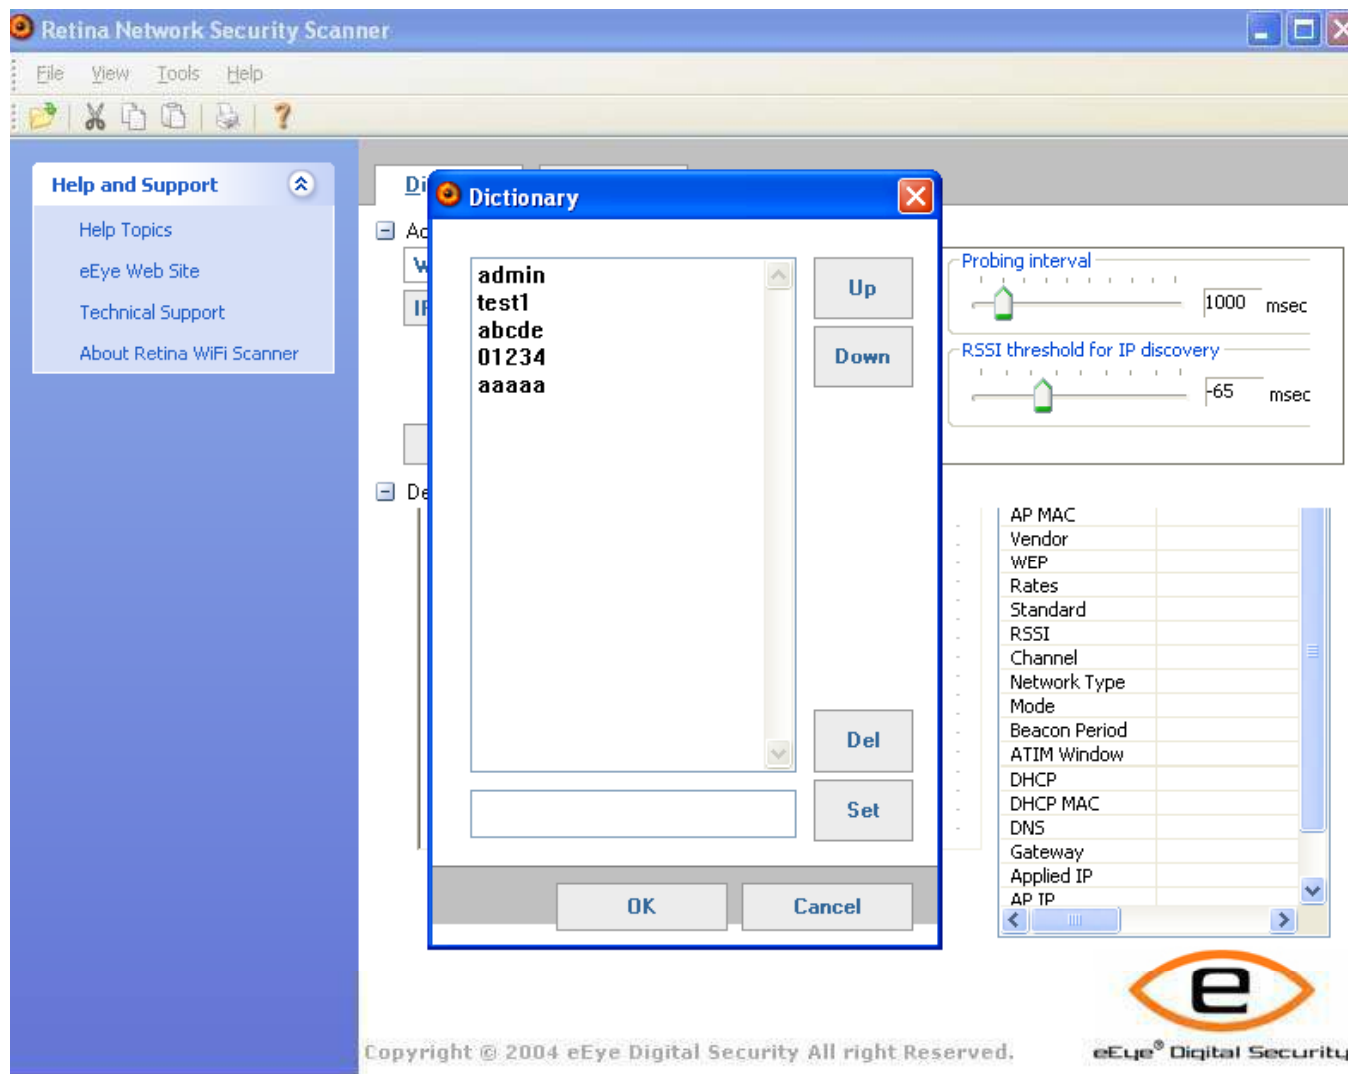 Retina Network Security Scanner
File View Tools Help
Help and Support
Help Topics
eEye Web Site
Technical Support
About Retina WiFi Scanner
Dictionary
admin
test1
abcde
01234
aaaaa
Up
Down
Del
Set
OK Cancel
Probing interval
1000 msec
RSSI threshold for IP discovery
-65 msec
AP MAC
Vendor
WEP
Rates
Standard
RSSI
Channel
Network Type
Mode
Beacon Period
ATIM Window
DHCP
DHCP MAC
DNS
Gateway
Applied IP
AP IP
e
eEye® Digital Security
Copyright © 2004 eEye Digital Security All right Reserved.